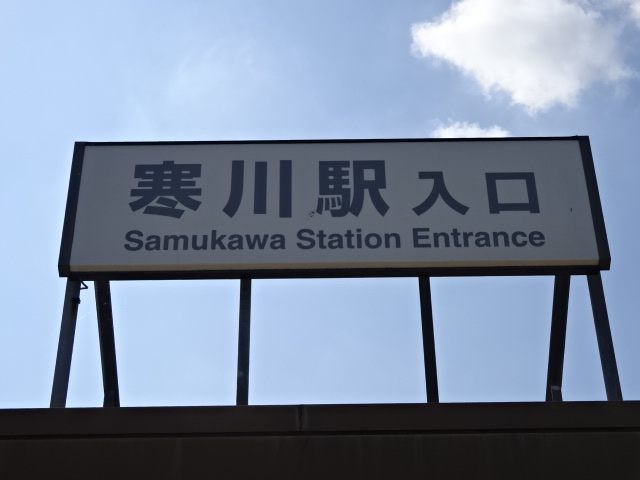 寒川駅入口
Samukawa Station Entrance